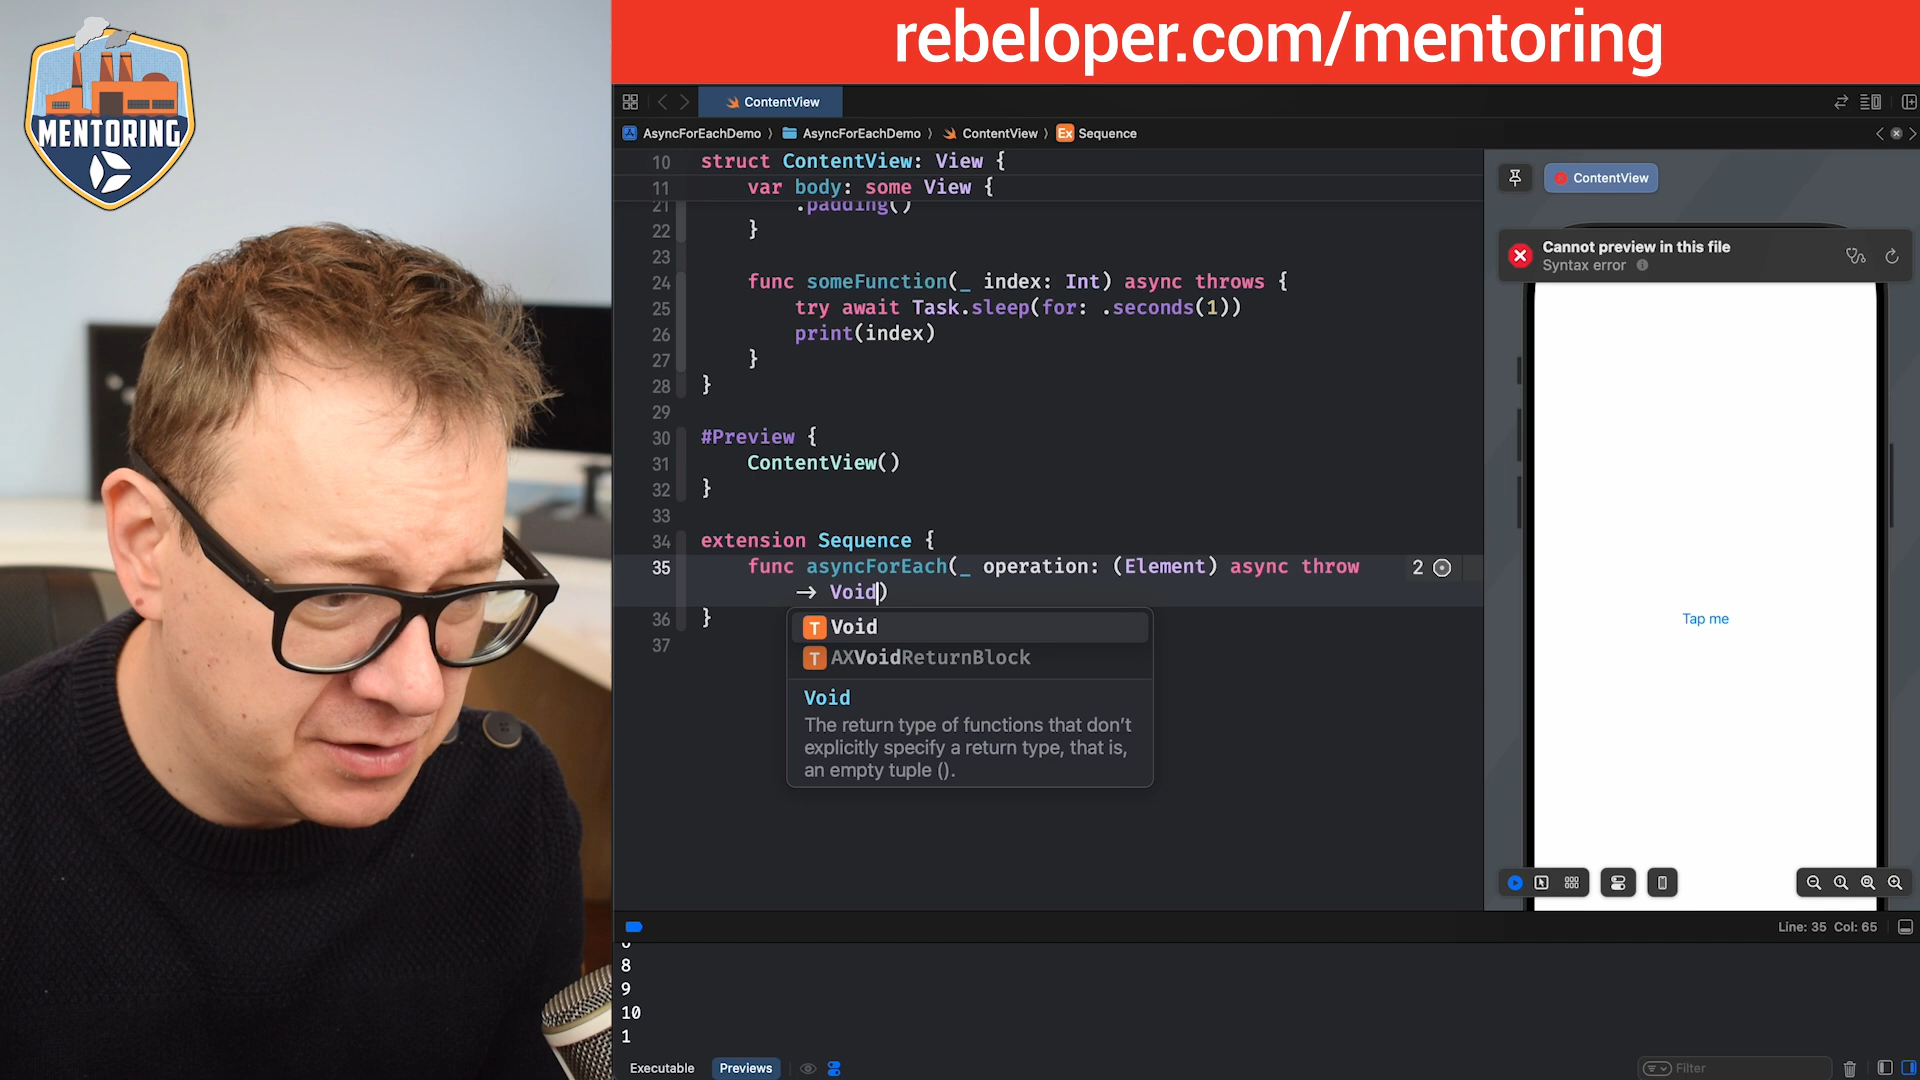 MENTORING
rebeloper.com/mentoring
ContentView
AsyncForEachDemo 〉 AsyncForEachDemo 〉 ContentView 〉 Ex Sequence
10 struct ContentView: View {
11 var body: some View {
21 .padding()
22 }
23
24 func someFunction(_ index: Int) async throws {
25 try await Task.sleep(for: .seconds(1))
26 print(index)
27 }
28 }
29
30 #Preview {
31 ContentView()
32 }
33
34 extension Sequence {
35 func asyncForEach(_ operation: (Element) async throw 2
-> Void)
36 }
37
T Void
T AXVoidReturnBlock
Void
The return type of functions that don't
explicitly specify a return type, that is,
an empty tuple ().
ContentView
Cannot preview in this file
Syntax error
Tap me
Line: 35 Col: 65
8
9
10
1
Executable Previews
Filter